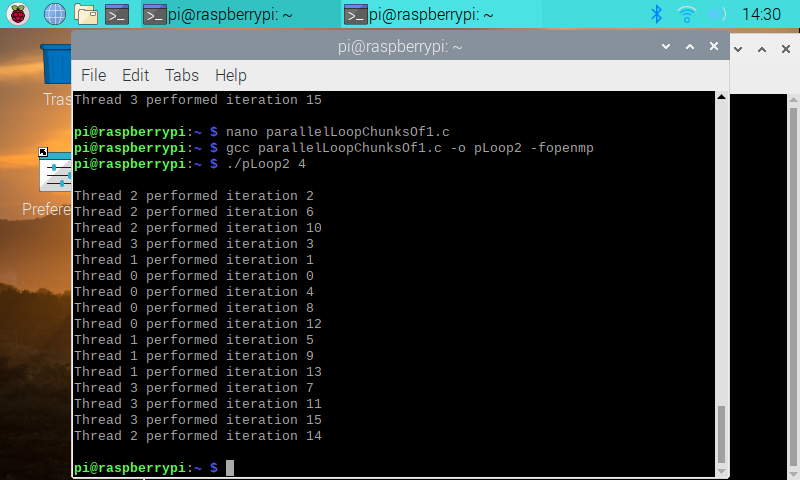 pi@raspberrypi: ~ pi@raspberrypi: ~ 14:30
pi@raspberrypi: ~
File Edit Tabs Help
Tras
Prefere
Thread 3 performed iteration 15
pi@raspberrypi:~ $ nano parallelLoopChunksOf1.c
pi@raspberrypi:~ $ gcc parallelLoopChunksOf1.c -o pLoop2 -fopenmp
pi@raspberrypi:~ $ ./pLoop2 4
Thread 2 performed iteration 2
Thread 2 performed iteration 6
Thread 2 performed iteration 10
Thread 3 performed iteration 3
Thread 1 performed iteration 1
Thread 0 performed iteration 0
Thread 0 performed iteration 4
Thread 0 performed iteration 8
Thread 0 performed iteration 12
Thread 1 performed iteration 5
Thread 1 performed iteration 9
Thread 1 performed iteration 13
Thread 3 performed iteration 7
Thread 3 performed iteration 11
Thread 3 performed iteration 15
Thread 2 performed iteration 14
pi@raspberrypi:~ $